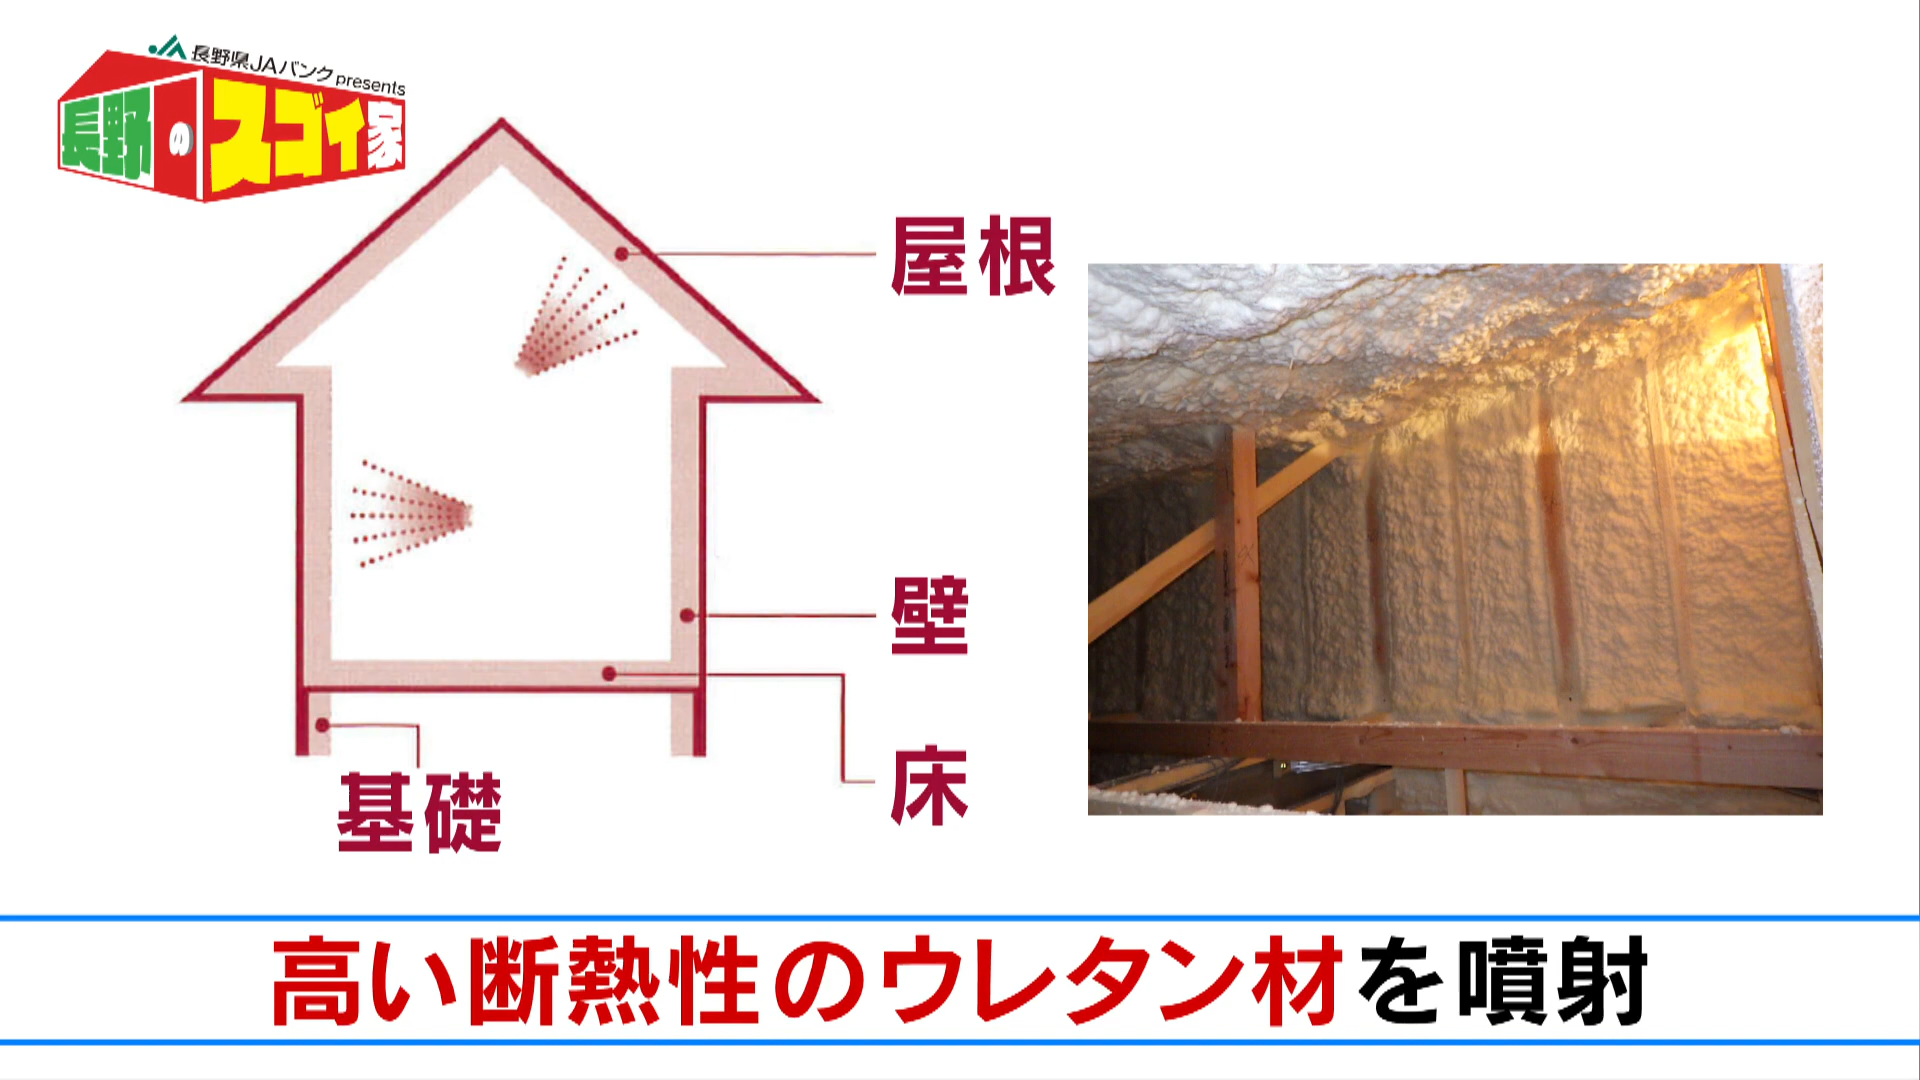 長野県JAバンク presents
長野のスゴイ家
屋根
壁
床
基礎
高い断熱性のウレタン材を噴射